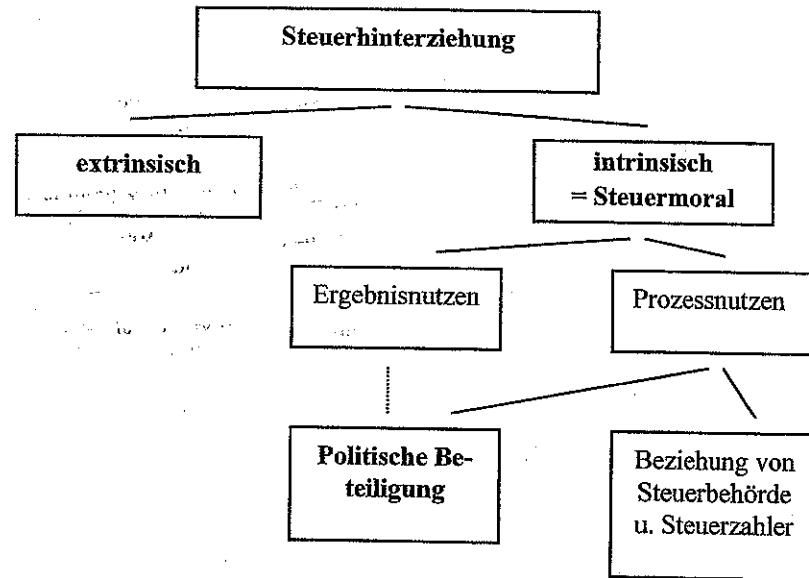 Steuerhinterziehung
extrinsisch
intrinsisch
= Steuermoral
Ergebnisnutzen
Prozessnutzen
Politische Be-
teiligung
Beziehung von
Steuerbehörde
u. Steuerzahler